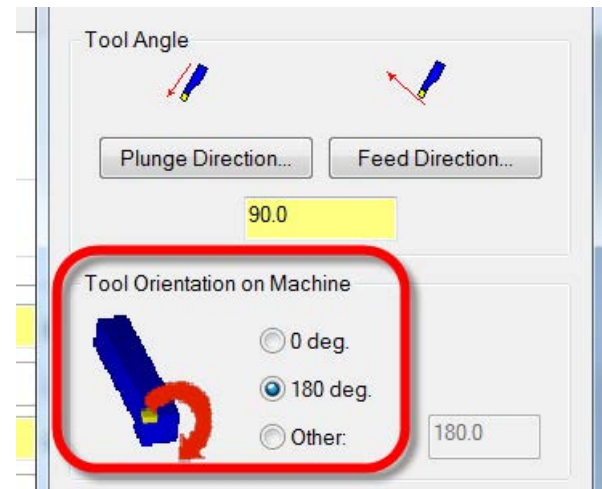 Tool Angle
Plunge Direction...
Feed Direction...
90.0
Tool Orientation on Machine
0 deg.
180 deg.
Other:
180.0